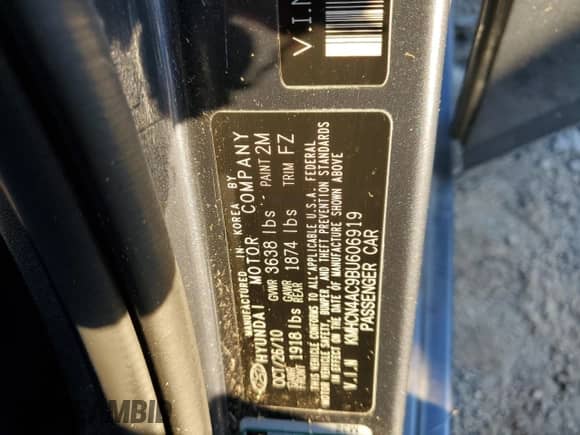 V.I.N
MANUFACTURED IN KOREA BY
HYUNDAI MOTOR COMPANY
OCT/26/10 GVWR 3638 lbs PAINT 2M
GAWR FRONT 1918 lbs GAWR REAR 1874 lbs TRIM FZ
THIS VEHICLE CONFORMS TO ALL APPLICABLE U.S.A. FEDERAL
MOTOR VEHICLE SAFETY, BUMPER, AND THEFT PREVENTION STANDARDS
IN EFFECT ON THE DATE OF MANUFACTURE SHOWN ABOVE
V.I.N KMHCN4AC9BU606919
PASSENGER CAR